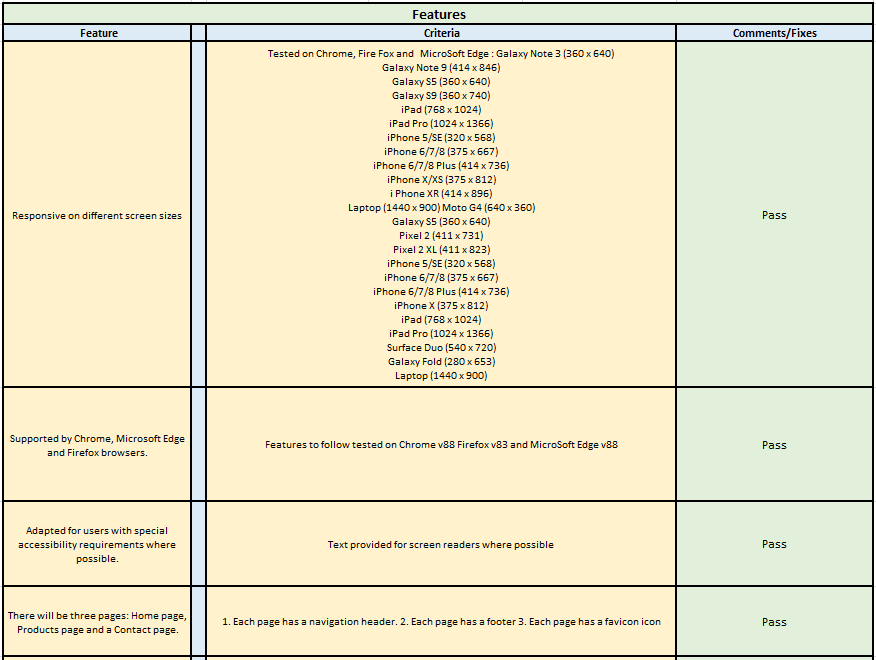 Features
Feature
Criteria
Comments/Fixes
Responsive on different screen sizes
Tested on Chrome, Fire Fox and MicroSoft Edge : Galaxy Note 3 (360 x 640)
Galaxy Note 9 (414 x 846)
Galaxy S5 (360 x 640)
Galaxy S9 (360 x 740)
iPad (768 x 1024)
iPad Pro (1024 x 1366)
iPhone 5/SE (320 x 568)
iPhone 6/7/8 (375 x 667)
iPhone 6/7/8 Plus (414 x 736)
iPhone X/XS (375 x 812)
i Phone XR (414 x 896)
Laptop (1440 x 900) Moto G4 (640 x 360)
Galaxy S5 (360 x 640)
Pixel 2 (411 x 731)
Pixel 2 XL (411 x 823)
iPhone 5/SE (320 x 568)
iPhone 6/7/8 (375 x 667)
iPhone 6/7/8 Plus (414 x 736)
iPhone X (375 x 812)
iPad (768 x 1024)
iPad Pro (1024 x 1366)
Surface Duo (540 x 720)
Galaxy Fold (280 x 653)
Laptop (1440 x 900)
Pass
Supported by Chrome, Microsoft Edge
and Firefox browsers.
Features to follow tested on Chrome v88 Firefox v83 and MicroSoft Edge v88
Pass
Adapted for users with special
accessibility requirements where
possible.
Text provided for screen readers where possible
Pass
There will be three pages: Home page,
Products page and a Contact page.
1. Each page has a navigation header. 2. Each page has a footer 3. Each page has a favicon icon
Pass